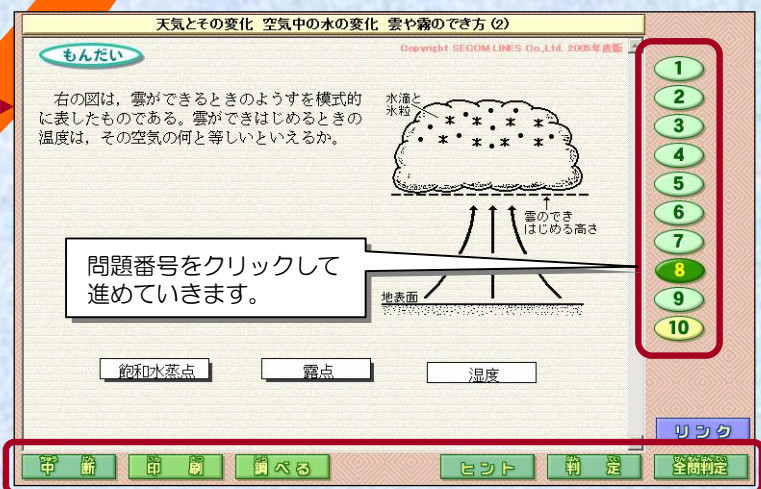 天気とその変化 空気中の水の変化 雲や霧のでき方(2)
もんだい
Copyright SECOM LINES Co.,Ltd. 2005年度版
右の図は，雲ができるときのようすを模式的
に表したものである。雲ができはじめるときの
温度は，その空気の何と等しいといえるか。
水滴と
氷粒
雲のでき
はじめる高さ
地表面
問題番号をクリックして
進めていきます。
飽和水蒸点
露点
湿度
1
2
3
4
5
6
7
8
9
10
リンク
中断
印刷
調べる
ヒント
判定
全問判定